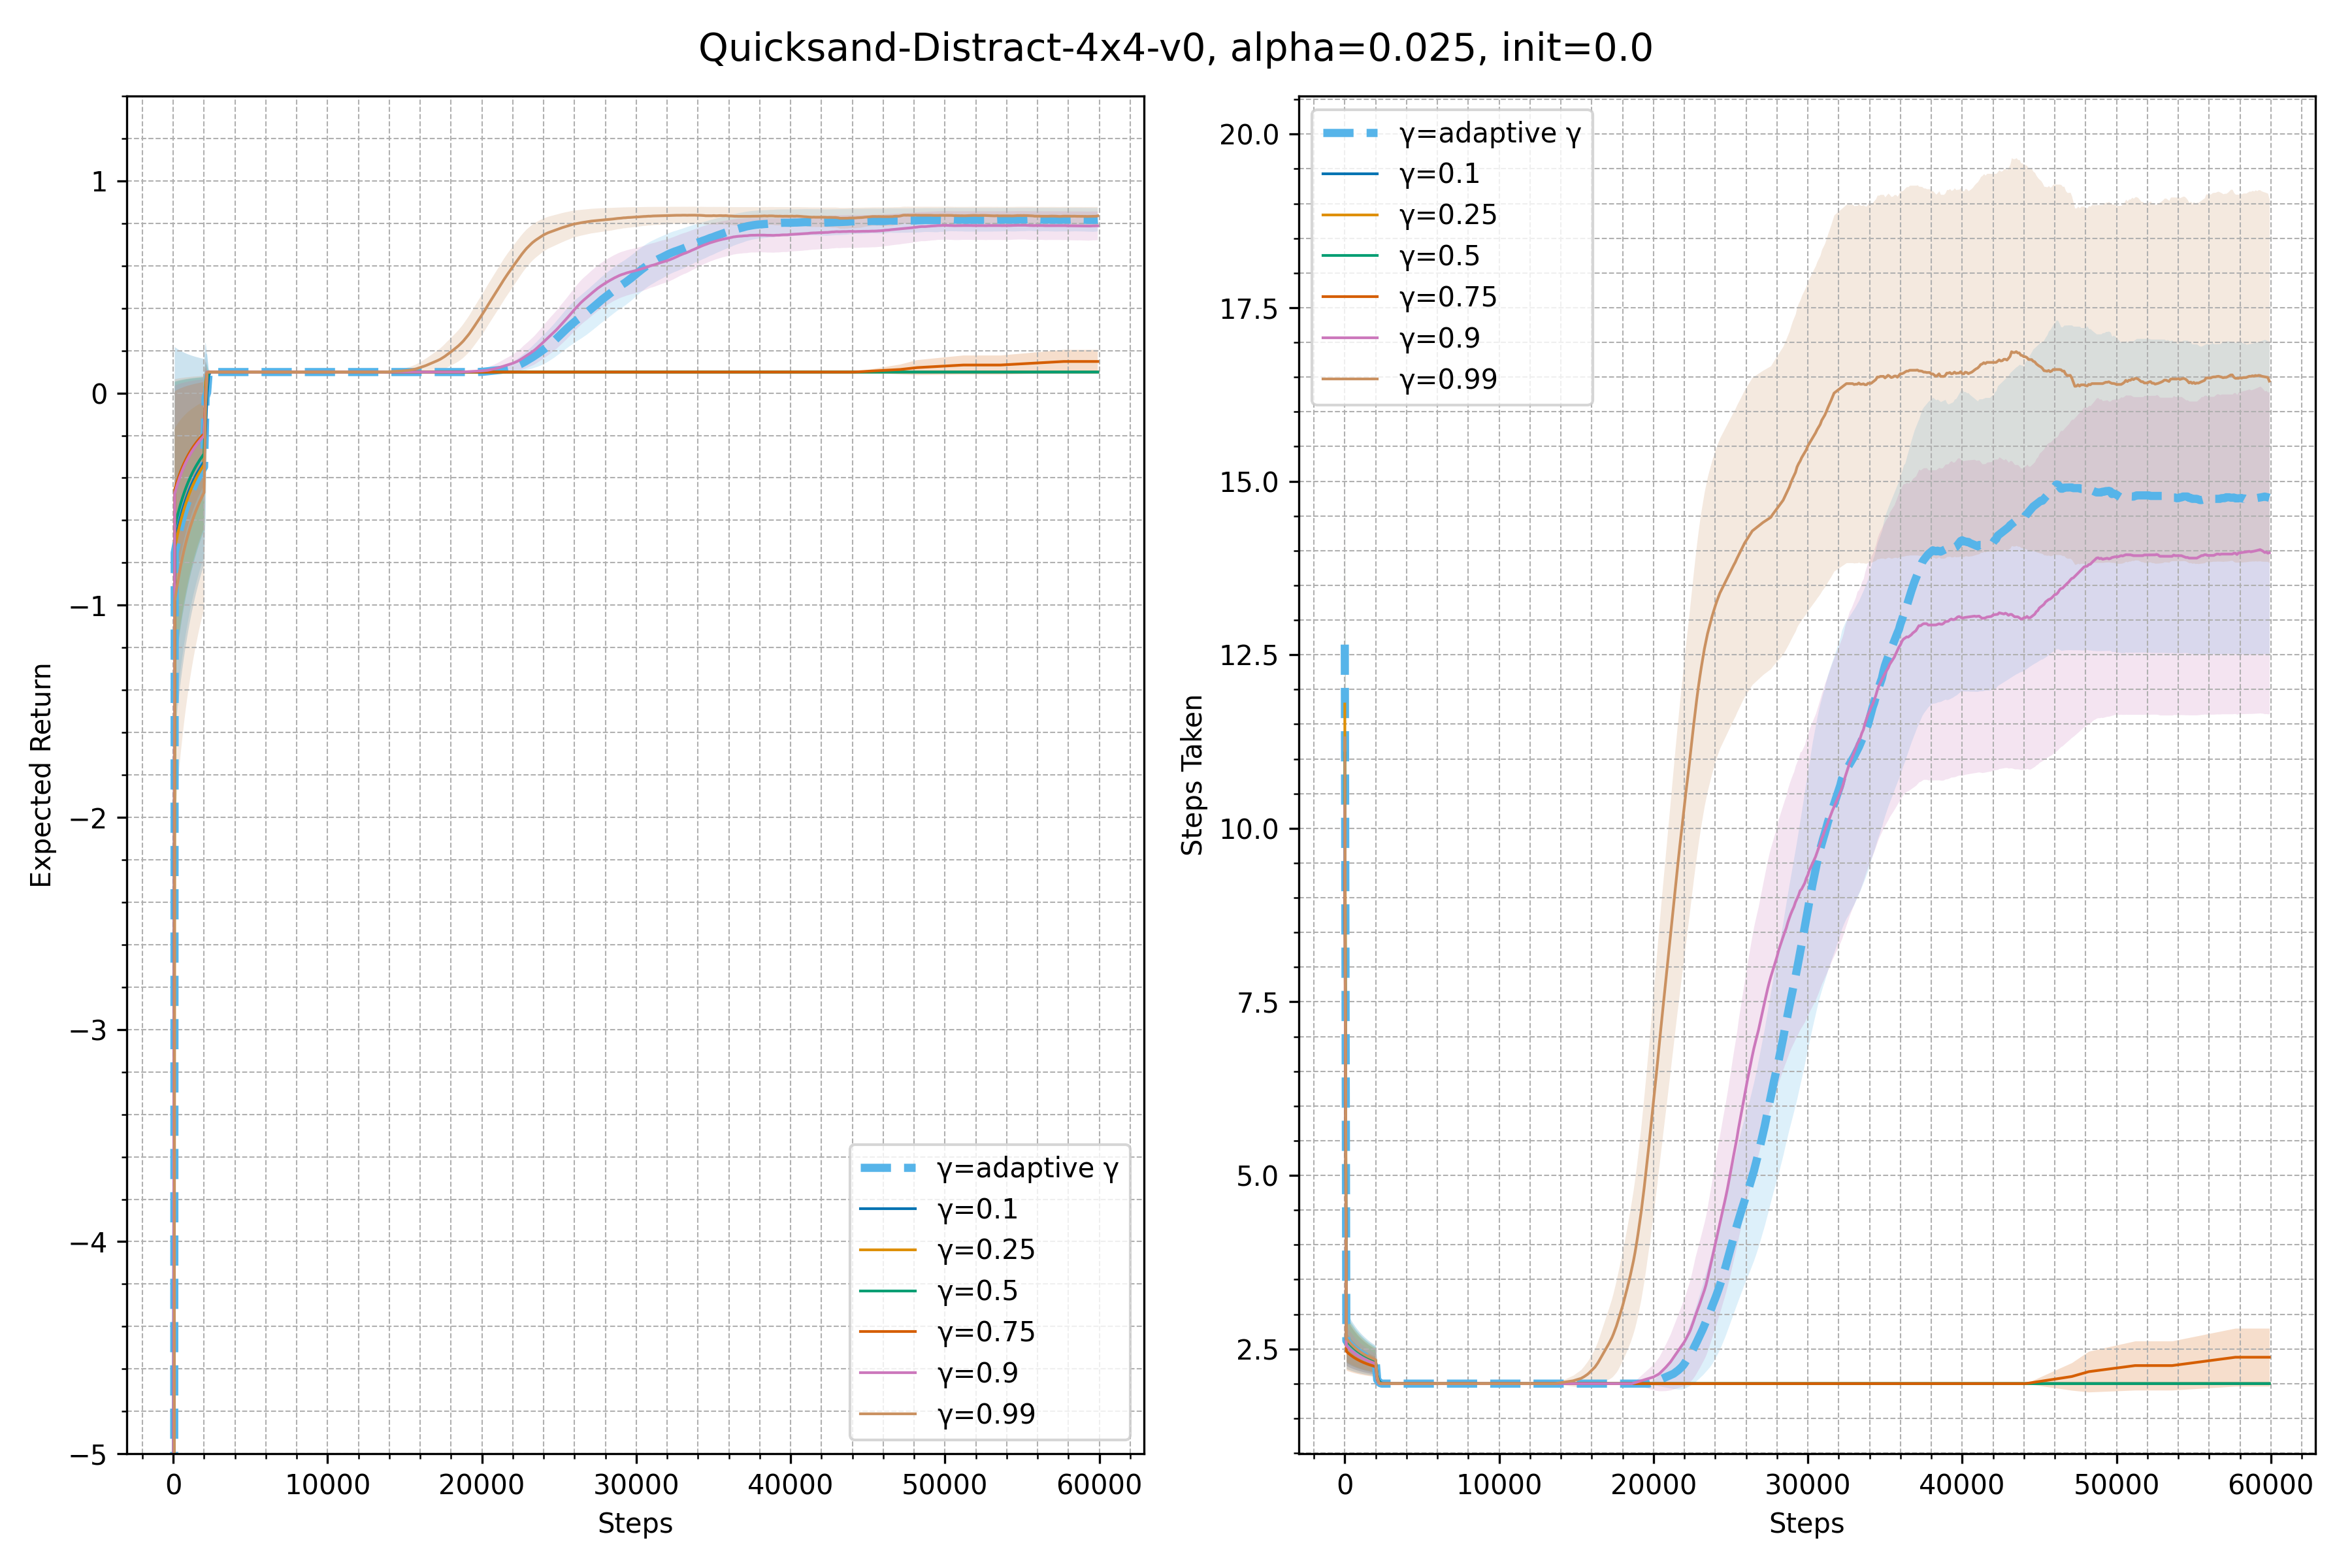 Quicksand-Distract-4x4-v0, alpha=0.025, init=0.0
Expected Return
1
0
−1
−2
−3
−4
−5
0
10000
20000
30000
40000
50000
60000
Steps
γ=adaptive γ
γ=0.1
γ=0.25
γ=0.5
γ=0.75
γ=0.9
γ=0.99
Steps Taken
20.0
17.5
15.0
12.5
10.0
7.5
5.0
2.5
0
10000
20000
30000
40000
50000
60000
Steps
γ=adaptive γ
γ=0.1
γ=0.25
γ=0.5
γ=0.75
γ=0.9
γ=0.99